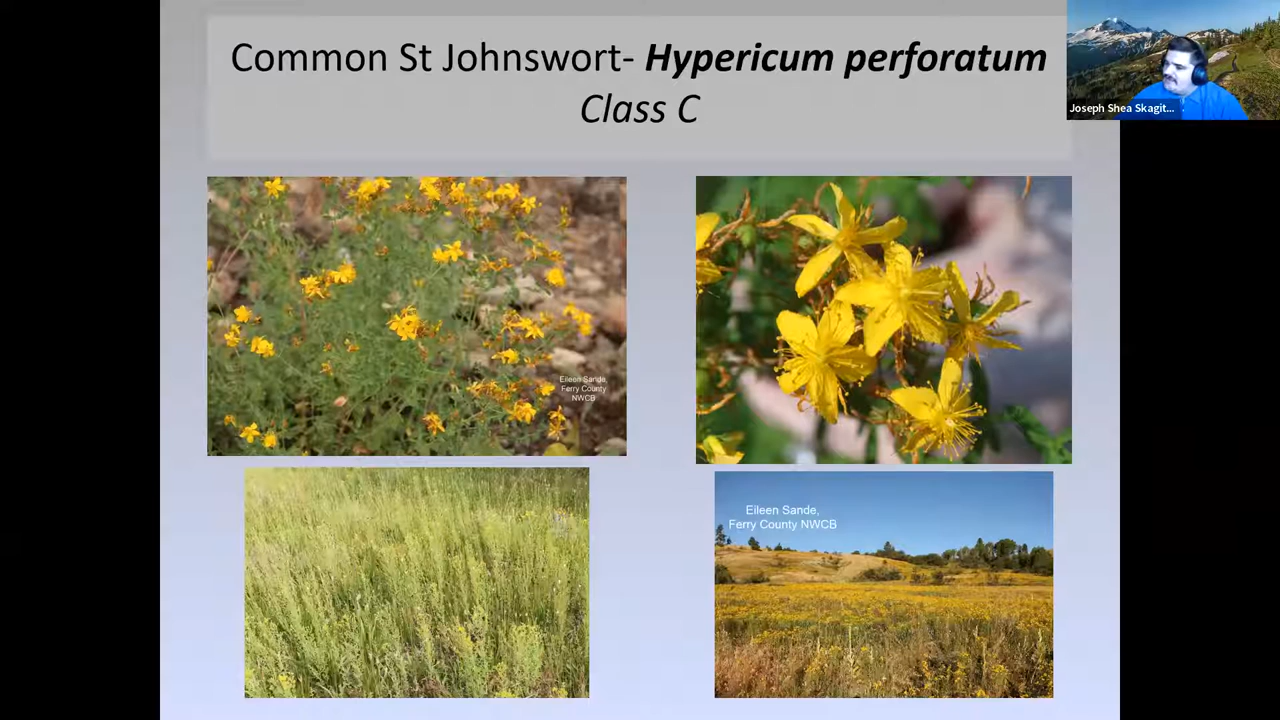 Common St Johnswort- Hypericum perforatum
Class C
Joseph Shea Skagit...
Eileen Sande,
Ferry County
NWCB
Eileen Sande,
Ferry County NWCB